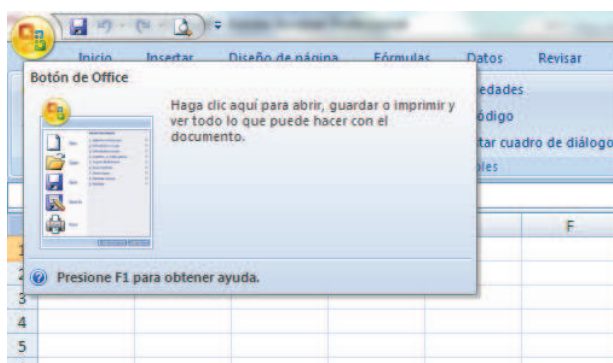 Inicio Insertar Diseño de página Fórmulas Datos Revisar
Botón de Office
Haga clic aquí para abrir, guardar o imprimir y
ver todo lo que puede hacer con el
documento.
edades
ódigo
tar cuadro de diálogo
oles
F
1
2
Presione F1 para obtener ayuda.
3
4
5